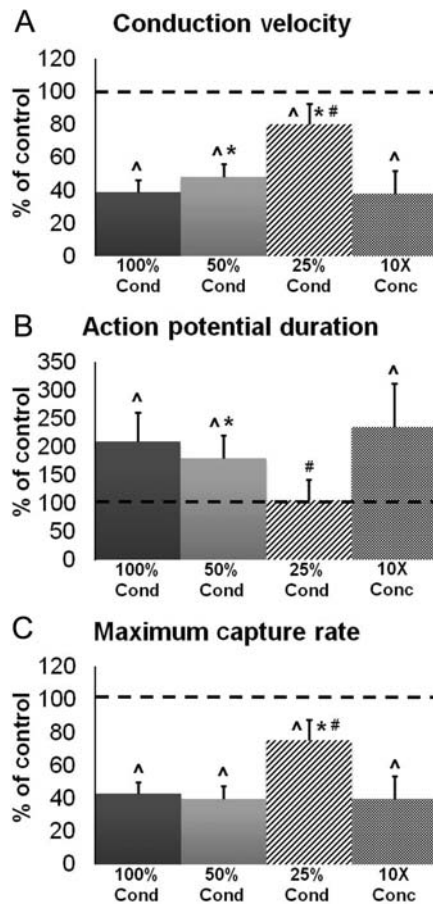 A Conduction velocity
% of control
120
100
80
60
40
20
0
^
^ *
^ * #
^
100% 50% 25% 10X
Cond Cond Cond Conc
B Action potential duration
% of control
350
300
250
200
150
100
50
0
^
^ *
#
^
100% 50% 25% 10X
Cond Cond Cond Conc
C Maximum capture rate
% of control
120
100
80
60
40
20
0
^
^
^ * #
^
100% 50% 25% 10X
Cond Cond Cond Conc